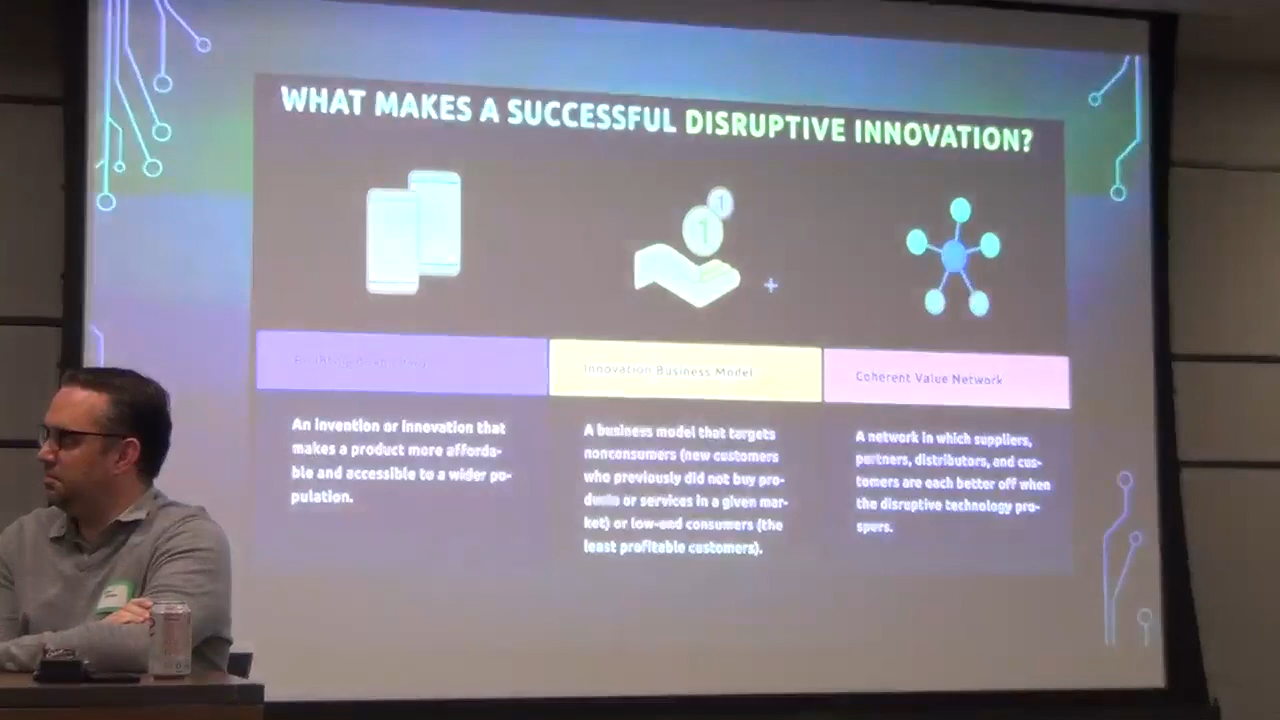 WHAT MAKES A SUCCESSFUL DISRUPTIVE INNOVATION?
1
1
Innovation Business Model
Coherent Value Network
An invention or innovation that
makes a product more afforda-
ble and accessible to a wider po-
pulation.
A business model that targets
nonconsumers (new customers
who previously did not buy pro-
ducts or services in a given mar-
ket) or low-end consumers (the
least profitable customers).
A network in which suppliers,
partners, distributors, and cus-
tomers are each better off when
the disruptive technology pro-
spers.